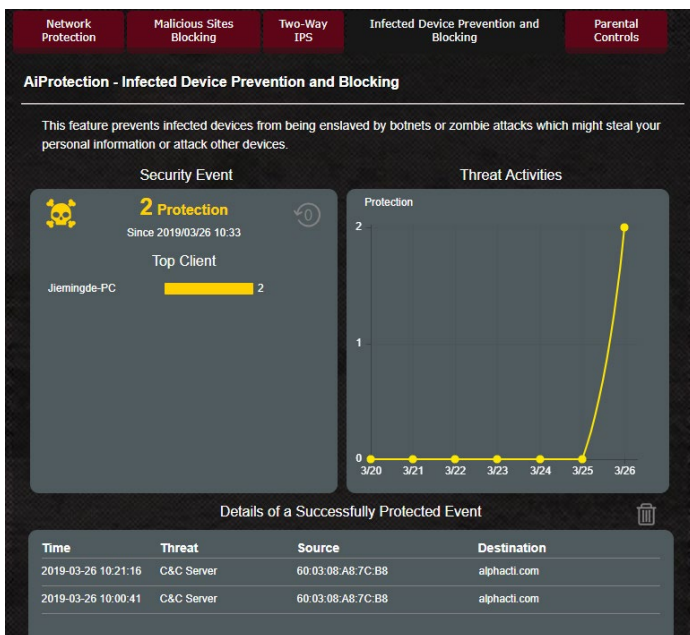 Network
Protection
Malicious Sites
Blocking
Two-Way
IPS
Infected Device Prevention and
Blocking
Parental
Controls
AiProtection - Infected Device Prevention and Blocking
This feature prevents infected devices from being enslaved by botnets or zombie attacks which might steal your
personal information or attack other devices.
Security Event
2 Protection
Since 2019/03/26 10:33
0
Top Client
Jiemingde-PC 2
Threat Activities
Protection
2
1
0
3/20 3/21 3/22 3/23 3/24 3/25 3/26
Details of a Successfully Protected Event
Time Threat Source Destination
2019-03-26 10:21:16 C&C Server 60:03:08:A8:7C:B8 alphacti.com
2019-03-26 10:00:41 C&C Server 60:03:08:A8:7C:B8 alphacti.com